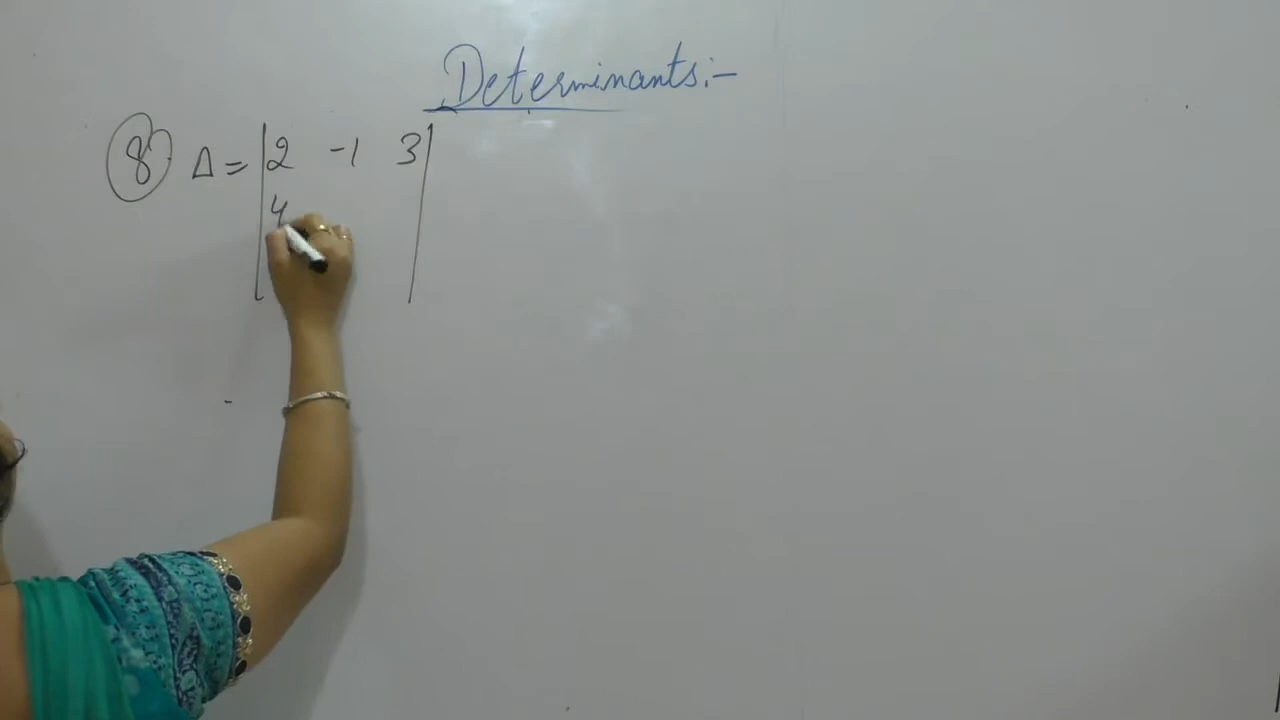 Determinants:-
8 Δ = | 2 -1 3 |
4